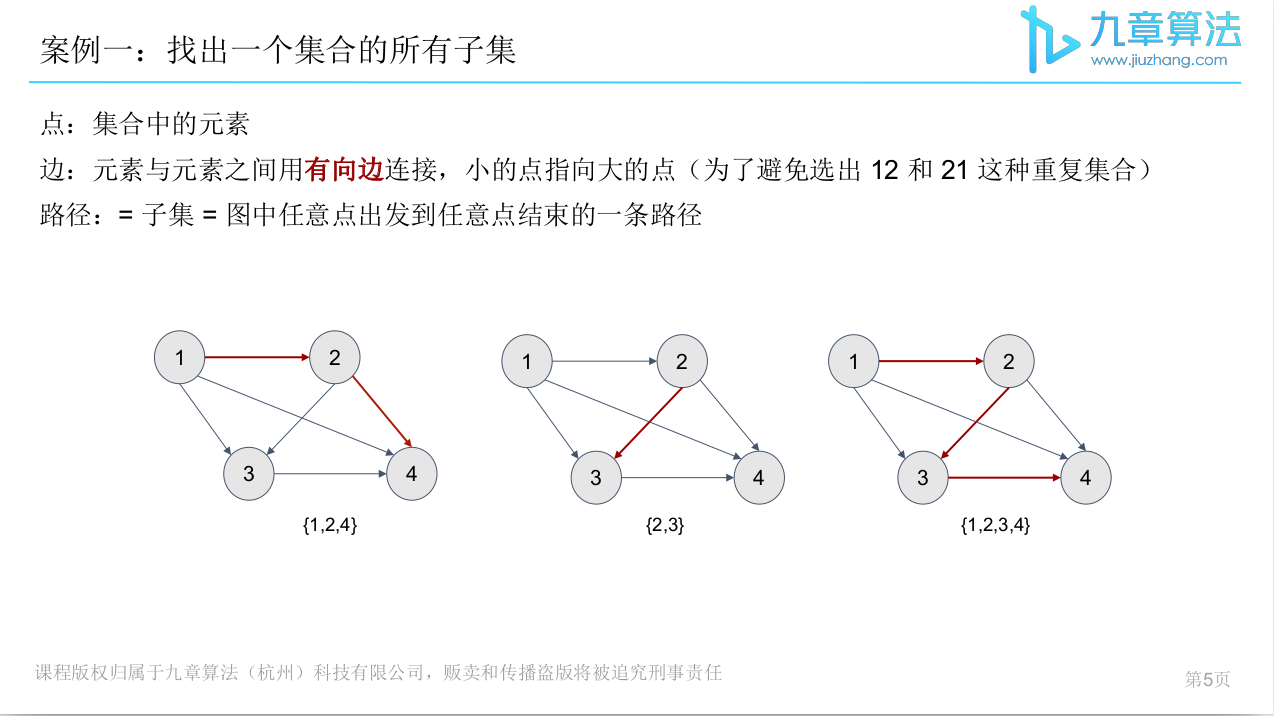 案例一：找出一个集合的所有子集
九章算法
www.jiuzhang.com
点：集合中的元素
边：元素与元素之间用有向边连接，小的点指向大的点（为了避免选出 12 和 21 这种重复集合）
路径：= 子集 = 图中任意点出发到任意点结束的一条路径
1 2
3 4
{1,2,4}
1 2
3 4
{2,3}
1 2
3 4
{1,2,3,4}
课程版权归属于九章算法（杭州）科技有限公司，贩卖和传播盗版将被追究刑事责任
第5页